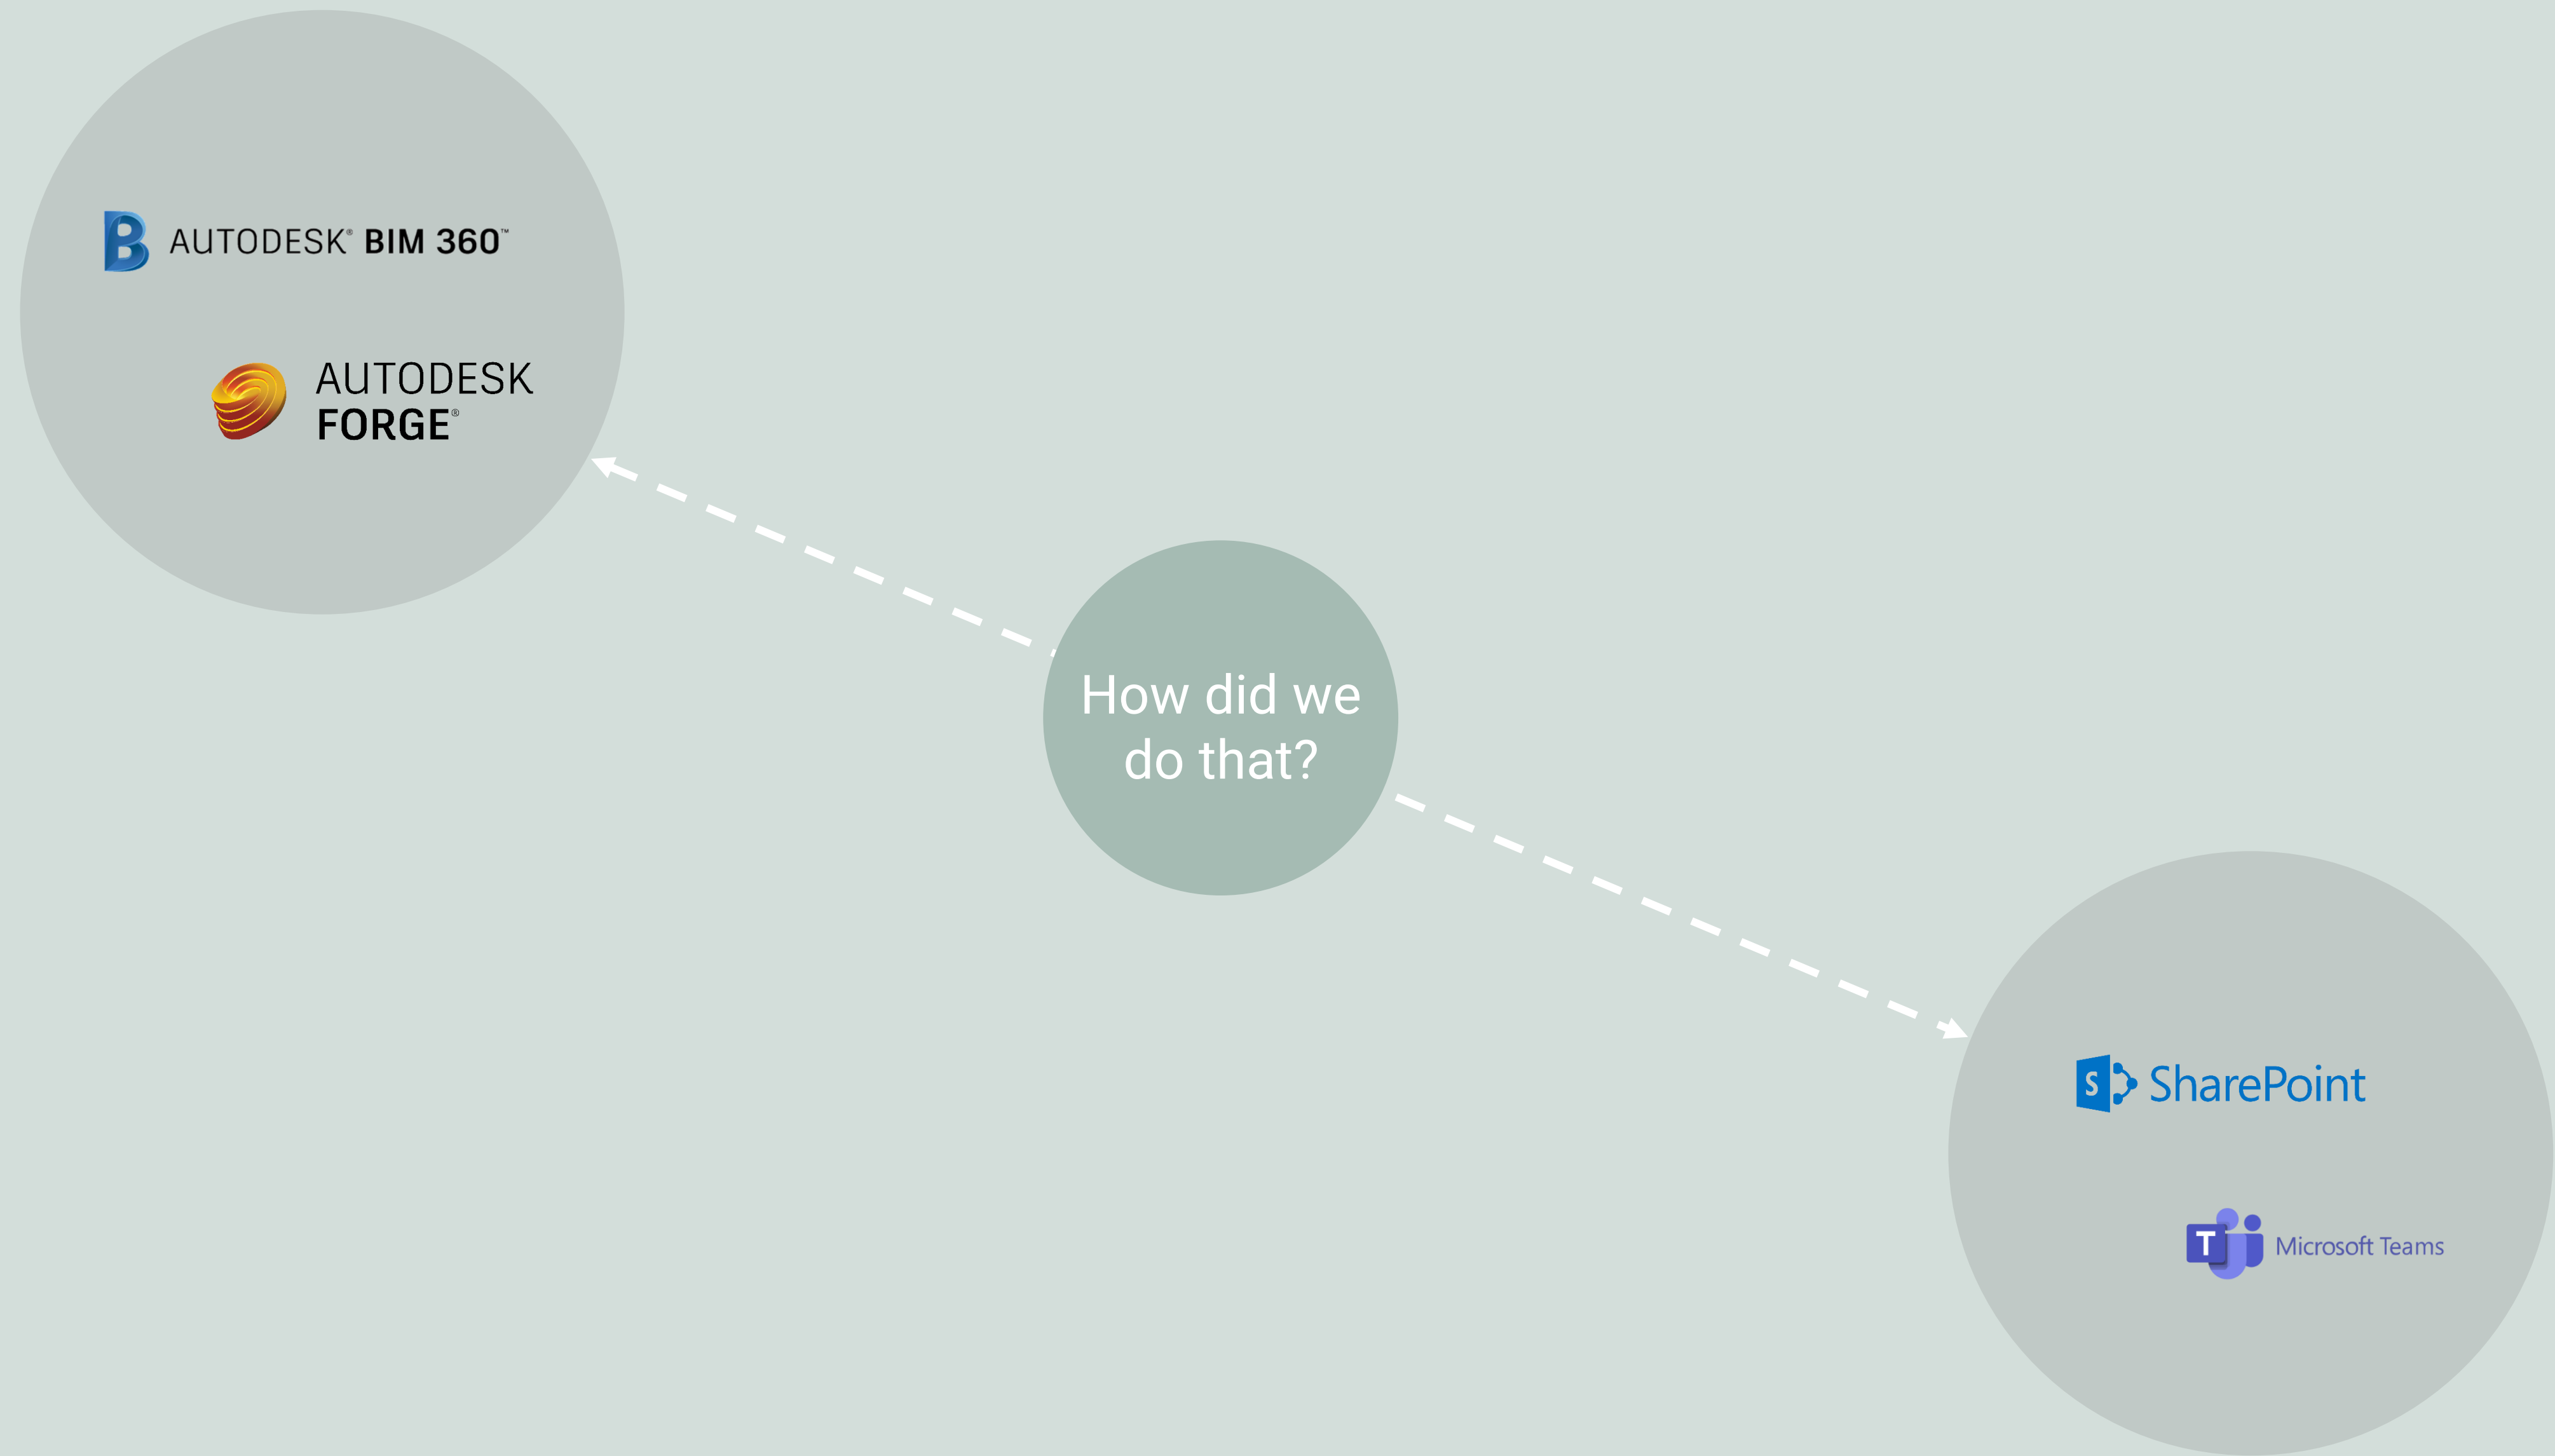 AUTODESK® BIM 360™
AUTODESK
FORGE®
How did we
do that?
S SharePoint
T Microsoft Teams